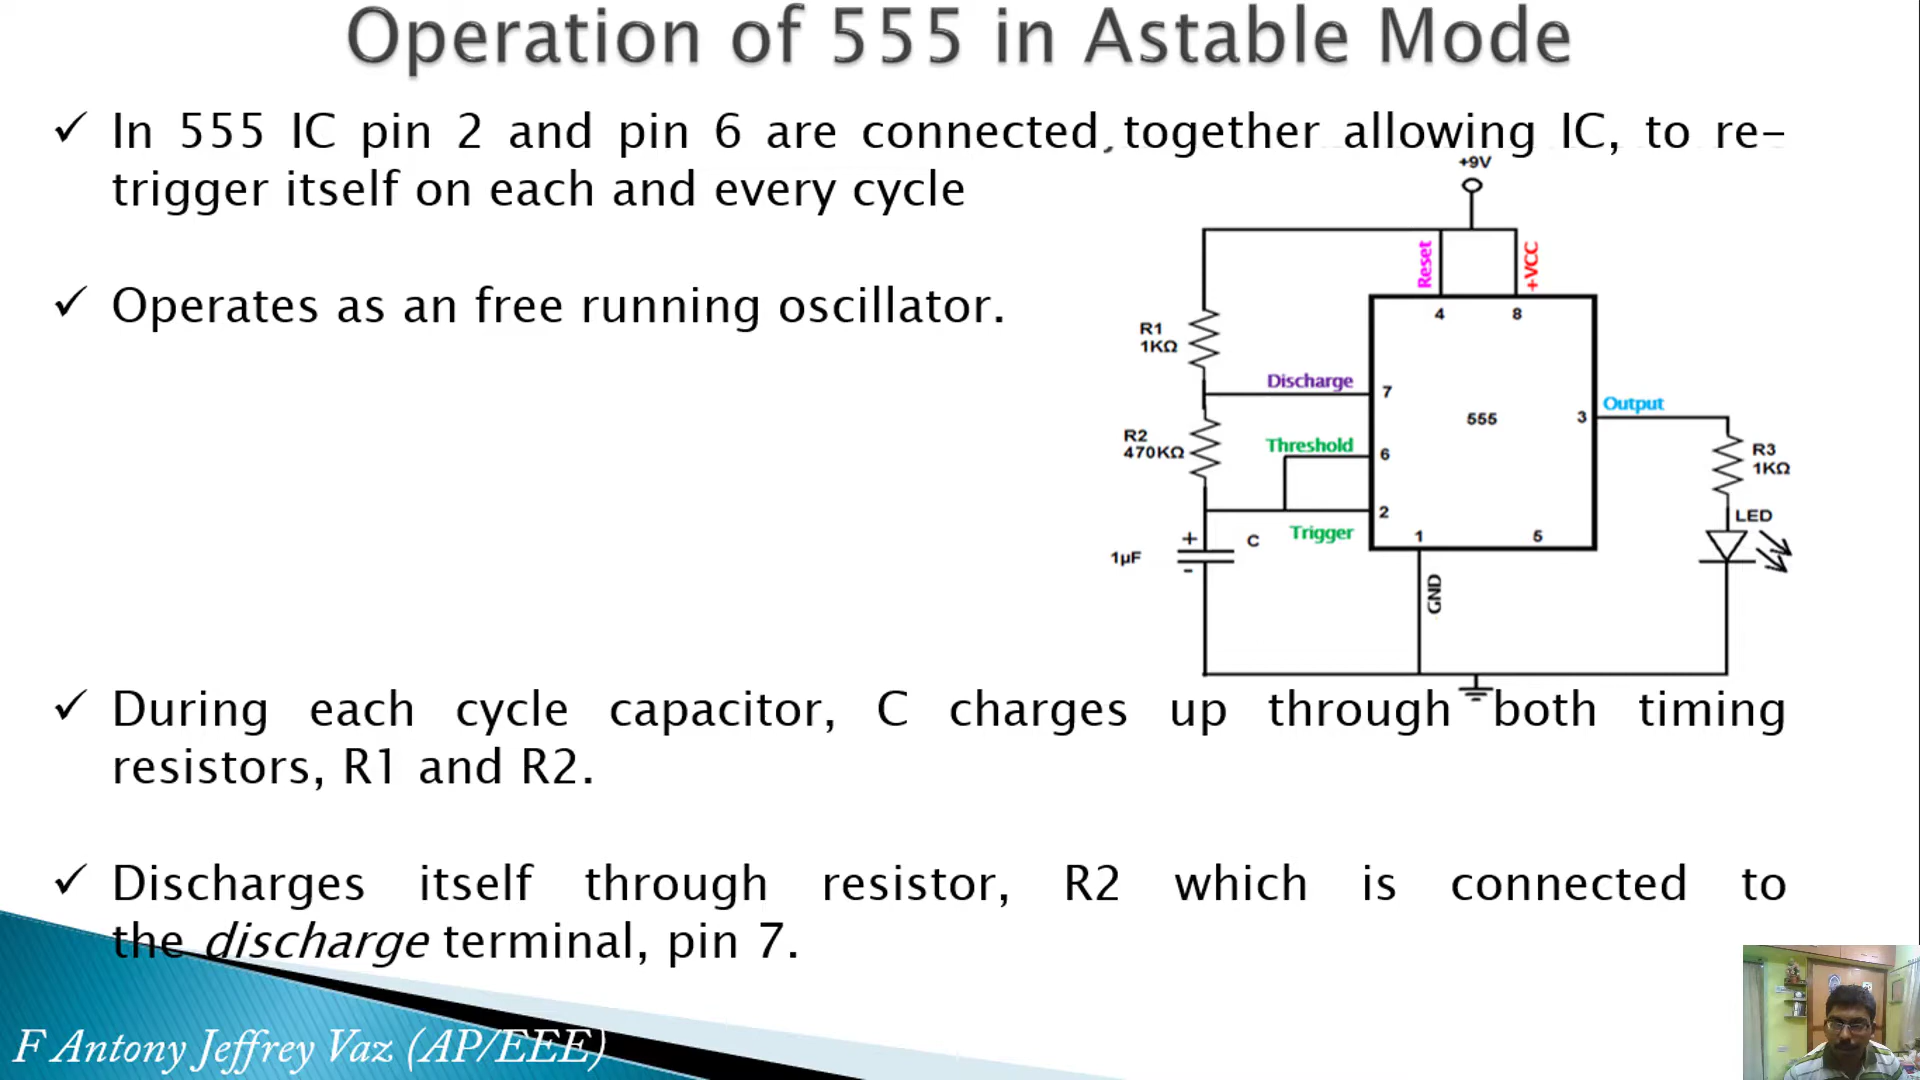 Operation of 555 in Astable Mode
✓ In 555 IC pin 2 and pin 6 are connected together allowing IC, to re-
trigger itself on each and every cycle
✓ Operates as an free running oscillator.
+9V
Reset
+VCC
4
8
R1
1KΩ
Discharge
7
R2
470KΩ
Threshold
6
555
3
Output
R3
1KΩ
2
Trigger
LED
+
C
1µF
-
1
5
GND
✓ During each cycle capacitor, C charges up through both timing
resistors, R1 and R2.
✓ Discharges itself through resistor, R2 which is connected to
the discharge terminal, pin 7.
F Antony Jeffrey Vaz (AP/EEE)